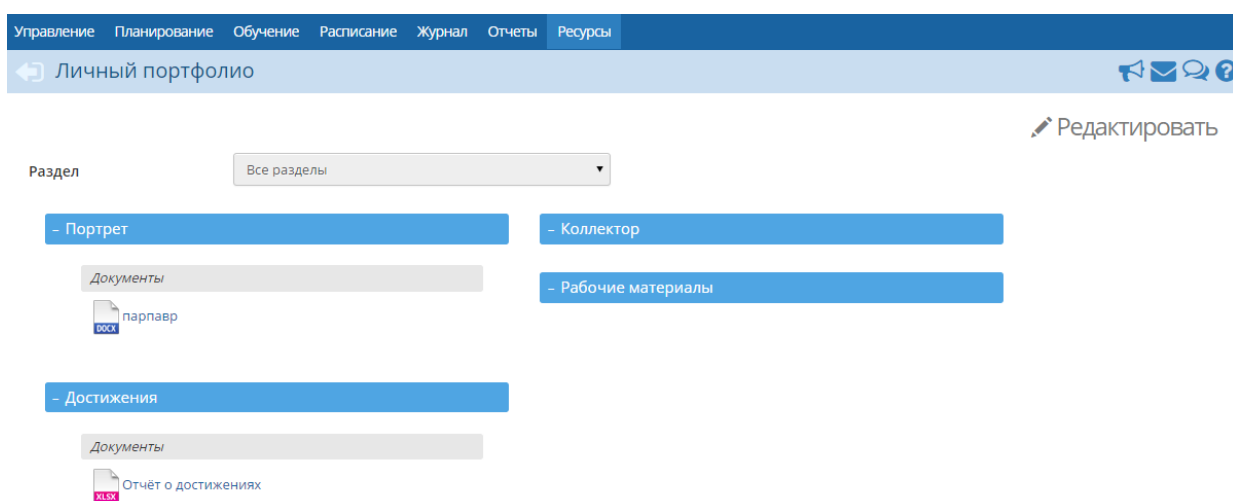 Управление Планирование Обучение Расписание Журнал Отчеты Ресурсы
Личный портфолио
Редактировать
Раздел Все разделы
– Портрет
Документы
DOCX парпавр
– Достижения
Документы
XLSX Отчёт о достижениях
– Коллектор
– Рабочие материалы